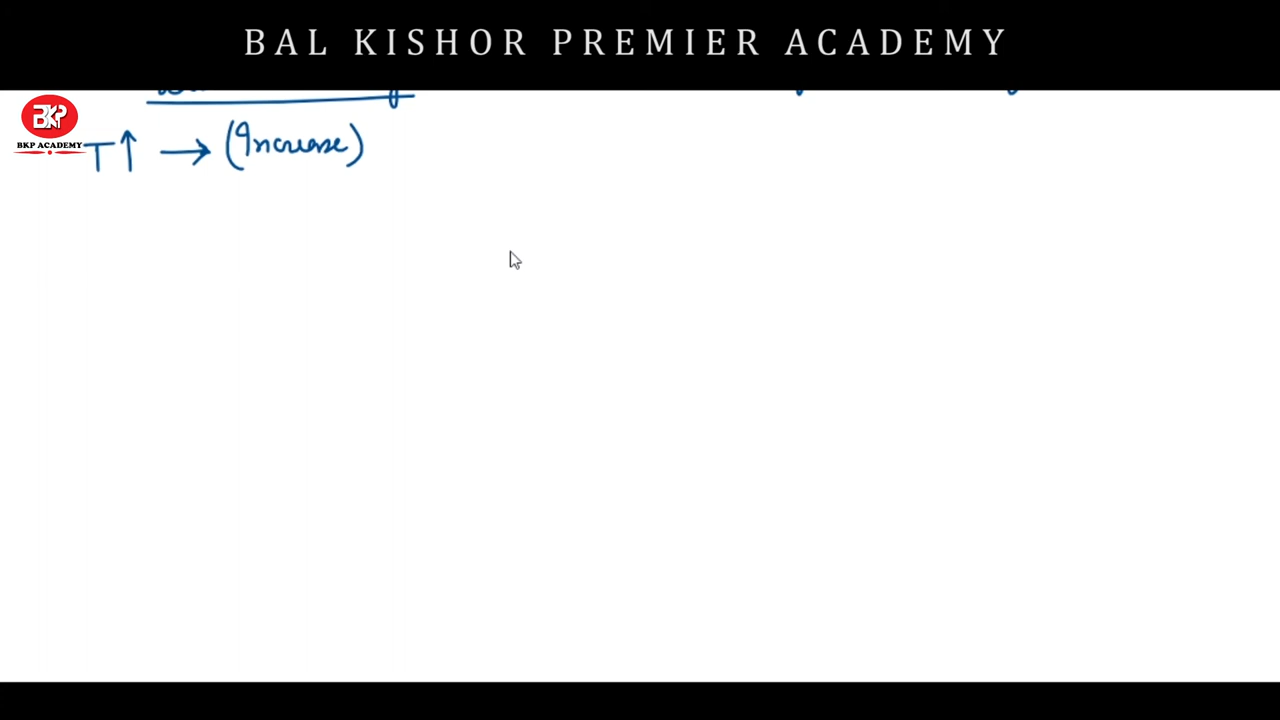 BAL KISHOR PREMIER ACADEMY
BKP
BKP ACADEMY
T↑ → (Increase)